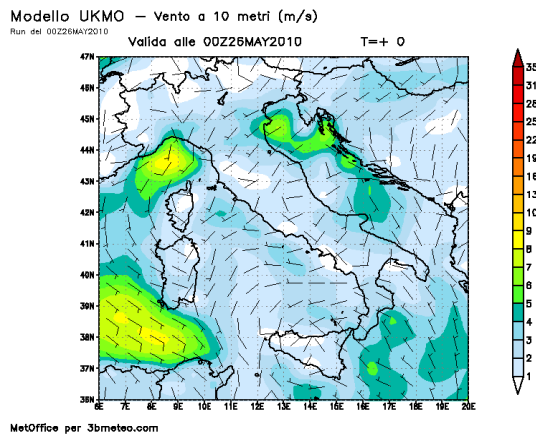 Modello UKMO – Vento a 10 metri (m/s)
Run del 00Z26MAY2010
Valida alle 00Z26MAY2010 T=+ 0
47N
46N
45N
44N
43N
42N
41N
40N
39N
38N
37N
36N
6E 7E 8E 9E 10E 11E 12E 13E 14E 15E 16E 17E 18E 19E 20E
35
31
28
25
22
19
16
13
10
9
8
7
6
5
4
3
2
1
MetOffice per 3bmeteo.com